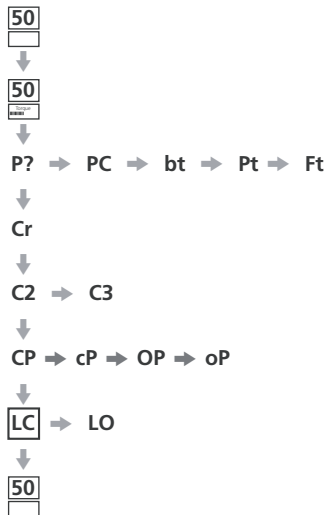 50
50
Torque
P? PC bt Pt Ft
Cr
C2 C3
CP cP OP oP
LC LO
50